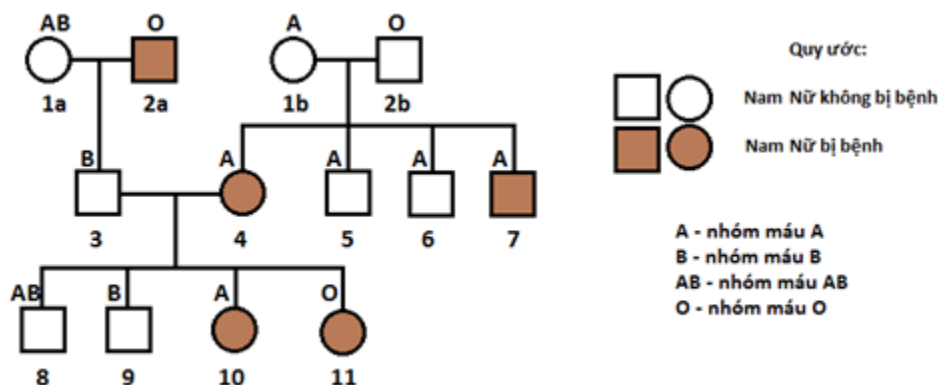 AB O A O
1a 2a 1b 2b
B A A A A
3 4 5 6 7
AB B A O
8 9 10 11
Quy ước:
Nam Nữ không bị bệnh
Nam Nữ bị bệnh
A - nhóm máu A
B - nhóm máu B
AB - nhóm máu AB
O - nhóm máu O